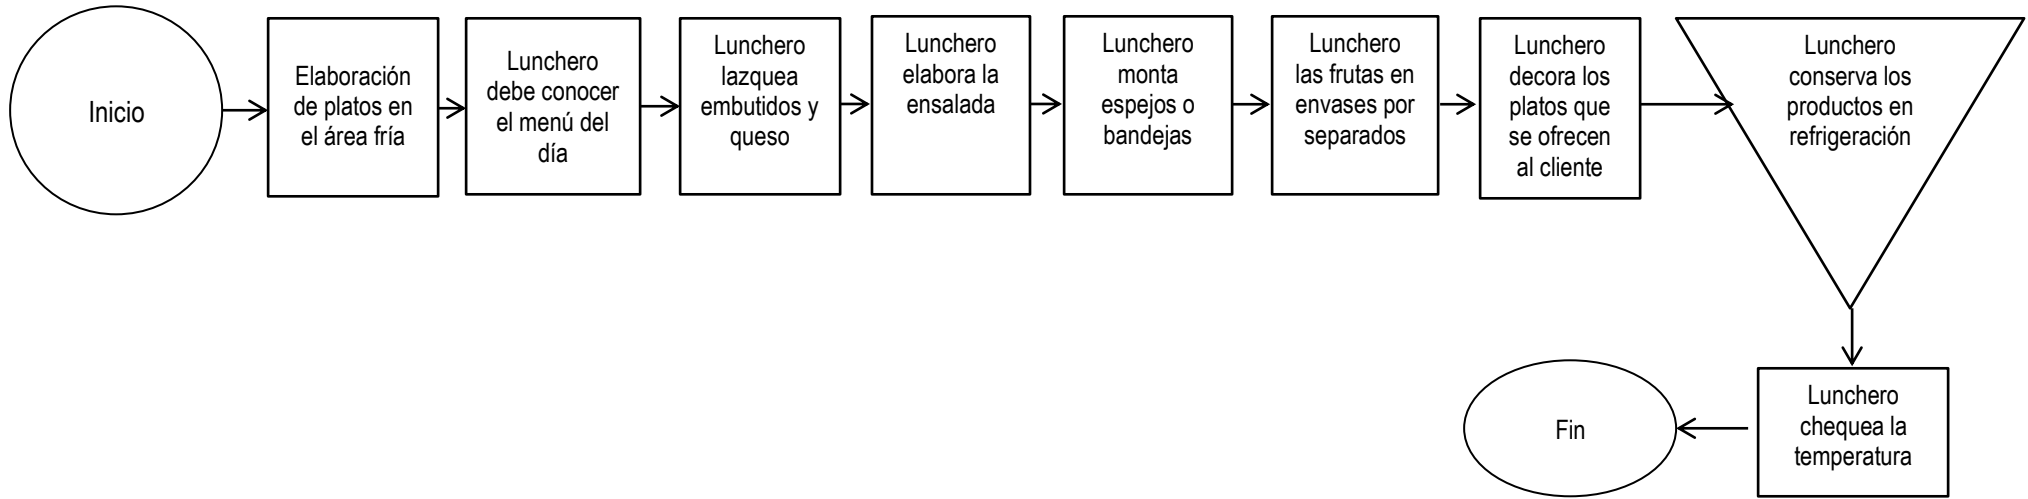 Inicio
Elaboración
de platos en
el área fría
Lunchero
debe conocer
el menú del
día
Lunchero
lazquea
embutidos y
queso
Lunchero
elabora la
ensalada
Lunchero
monta
espejos o
bandejas
Lunchero
las frutas en
envases por
separados
Lunchero
decora los
platos que
se ofrecen
al cliente
Lunchero
conserva los
productos en
refrigeración
Lunchero
chequea la
temperatura
Fin